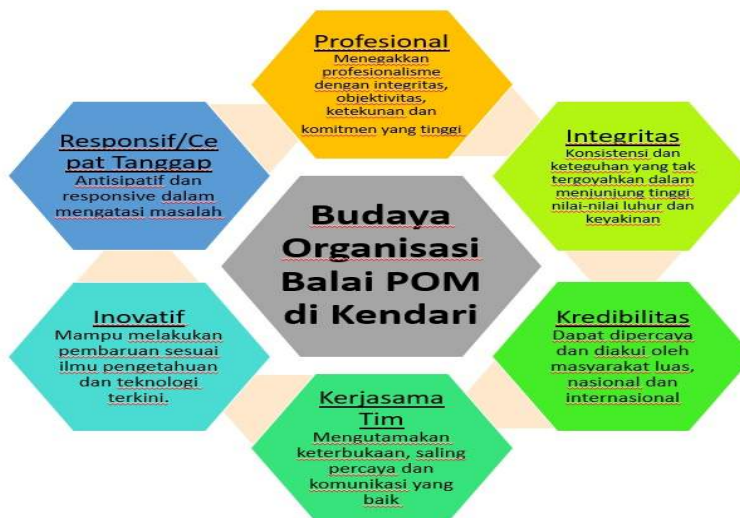 Profesional
Menegakkan
profesionalisme
dengan integritas,
objektivitas,
ketekunan dan
komitmen yang tinggi
Integritas
Konsistensi dan
keteguhan yang tak
tergoyahkan dalam
menjunjung tinggi
nilai-nilai luhur dan
keyakinan
Kredibilitas
Dapat dipercaya
dan diakui oleh
masyarakat luas,
nasional dan
internasional
Kerjasama
Tim
Mengutamakan
keterbukaan, saling
percaya dan
komunikasi yang
baik
Inovatif
Mampu melakukan
pembaruan sesuai
ilmu pengetahuan
dan teknologi
terkini.
Responsif/Ce
pat Tanggap
Antisipatif dan
responsive dalam
mengatasi masalah
Budaya
Organisasi
Balai POM
di Kendari